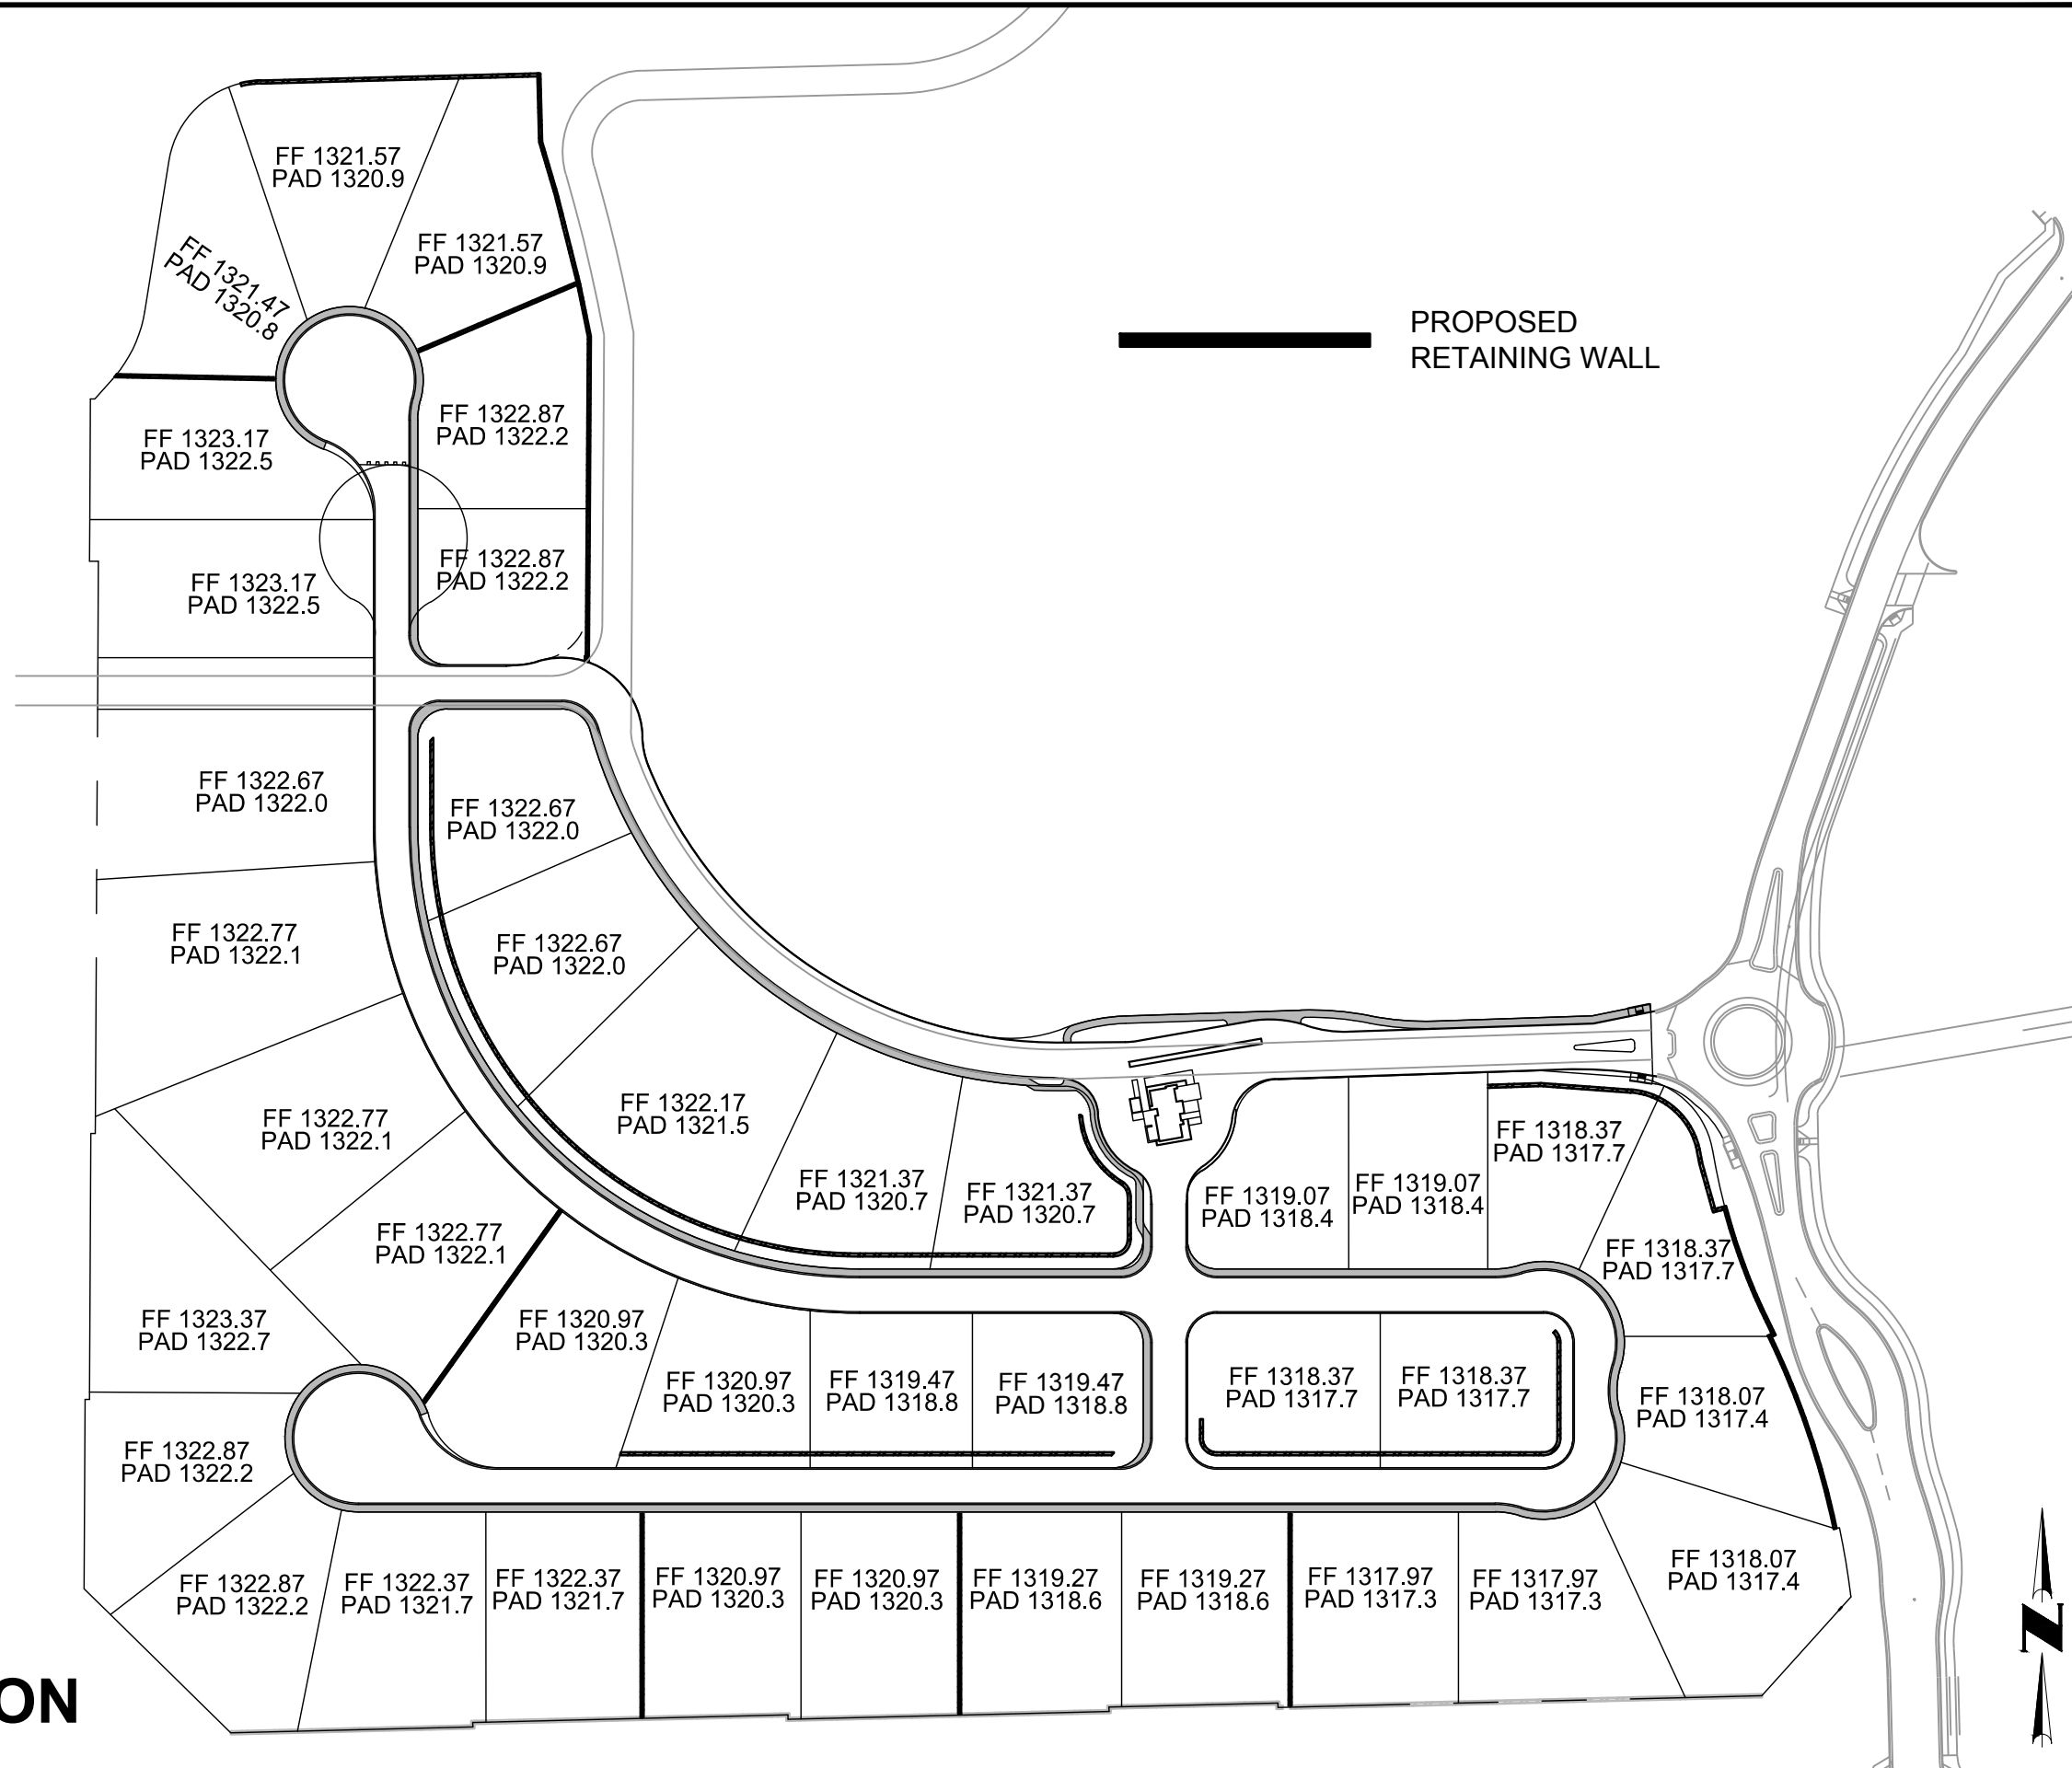 FF 1321.57
PAD 1320.9
FF 1321.57
PAD 1320.9
FF 1321.47
PAD 1320.8
PROPOSED
RETAINING WALL
FF 1322.87
PAD 1322.2
FF 1323.17
PAD 1322.5
FF 1322.87
PAD 1322.2
FF 1323.17
PAD 1322.5
FF 1322.67
PAD 1322.0
FF 1322.67
PAD 1322.0
FF 1322.77
PAD 1322.1
FF 1322.67
PAD 1322.0
FF 1322.77
PAD 1322.1
FF 1322.17
PAD 1321.5
FF 1321.37
PAD 1320.7
FF 1321.37
PAD 1320.7
FF 1319.07
PAD 1318.4
FF 1319.07
PAD 1318.4
FF 1318.37
PAD 1317.7
FF 1318.37
PAD 1317.7
FF 1322.77
PAD 1322.1
FF 1323.37
PAD 1322.7
FF 1320.97
PAD 1320.3
FF 1320.97
PAD 1320.3
FF 1319.47
PAD 1318.8
FF 1319.47
PAD 1318.8
FF 1318.37
PAD 1317.7
FF 1318.37
PAD 1317.7
FF 1318.07
PAD 1317.4
FF 1322.87
PAD 1322.2
FF 1322.87
PAD 1322.2
FF 1322.37
PAD 1321.7
FF 1322.37
PAD 1321.7
FF 1320.97
PAD 1320.3
FF 1320.97
PAD 1320.3
FF 1319.27
PAD 1318.6
FF 1319.27
PAD 1318.6
FF 1317.97
PAD 1317.3
FF 1317.97
PAD 1317.3
FF 1318.07
PAD 1317.4
N
ON